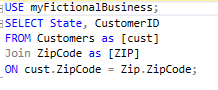 USE myFictionalBusiness;
SELECT State, CustomerID
FROM Customers as [cust]
Join ZipCode as [ZIP]
ON cust.ZipCode = Zip.ZipCode;